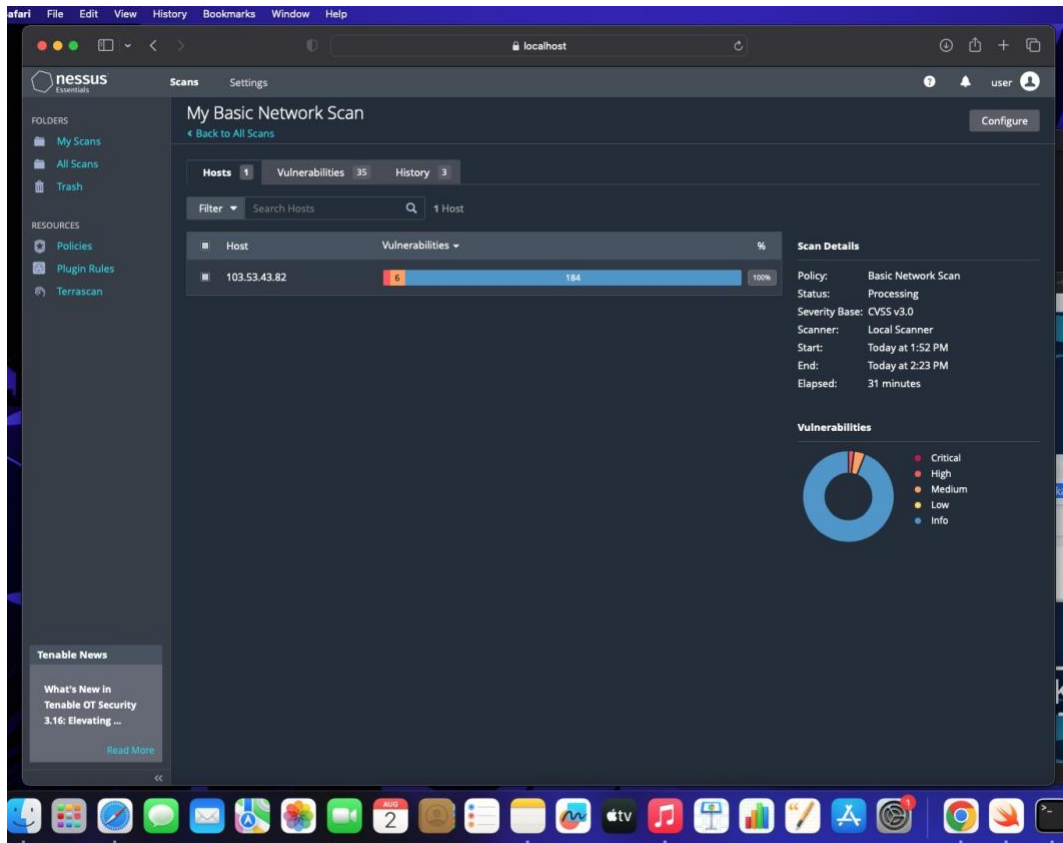 afari File Edit View History Bookmarks Window Help
localhost
nessus
Essentials
Scans Settings
user
FOLDERS
My Scans
All Scans
Trash
RESOURCES
Policies
Plugin Rules
Terrascan
My Basic Network Scan
Back to All Scans
Configure
Hosts 1 Vulnerabilities 35 History 3
Filter Search Hosts 1 Host
Host Vulnerabilities %
103.53.43.82 6 184 100%
Scan Details
Policy: Basic Network Scan
Status: Processing
Severity Base: CVSS v3.0
Scanner: Local Scanner
Start: Today at 1:52 PM
End: Today at 2:23 PM
Elapsed: 31 minutes
Vulnerabilities
Critical
High
Medium
Low
Info
Tenable News
What's New in
Tenable OT Security
3.16: Elevating ...
Read More
AUG
2
tv
1